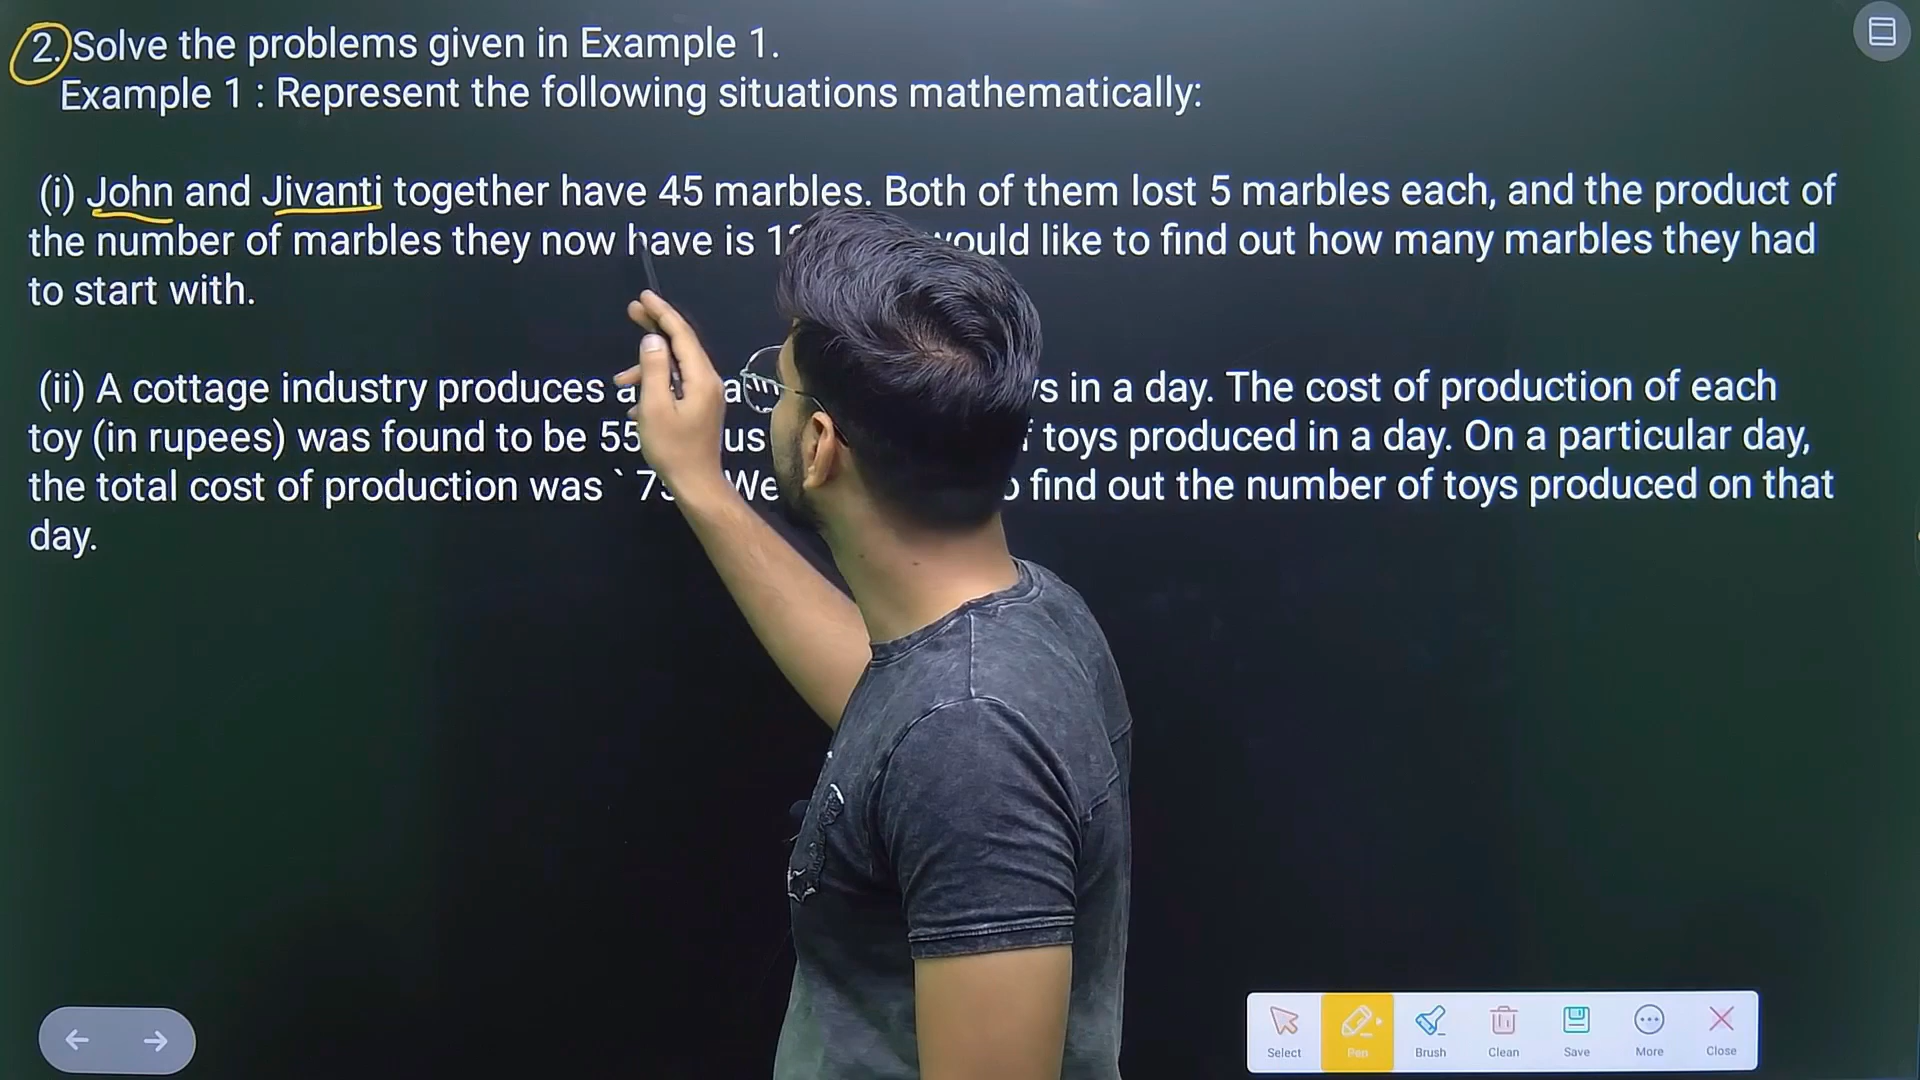 2. Solve the problems given in Example 1.
Example 1 : Represent the following situations mathematically:
(i) John and Jivanti together have 45 marbles. Both of them lost 5 marbles each, and the product of
the number of marbles they now have is would like to find out how many marbles they had
to start with.
(ii) A cottage industry produces a in a day. The cost of production of each
toy (in rupees) was found to be 55 toys produced in a day. On a particular day,
the total cost of production was ` We find out the number of toys produced on that
day.
Select Pen Brush Clean Save More Close